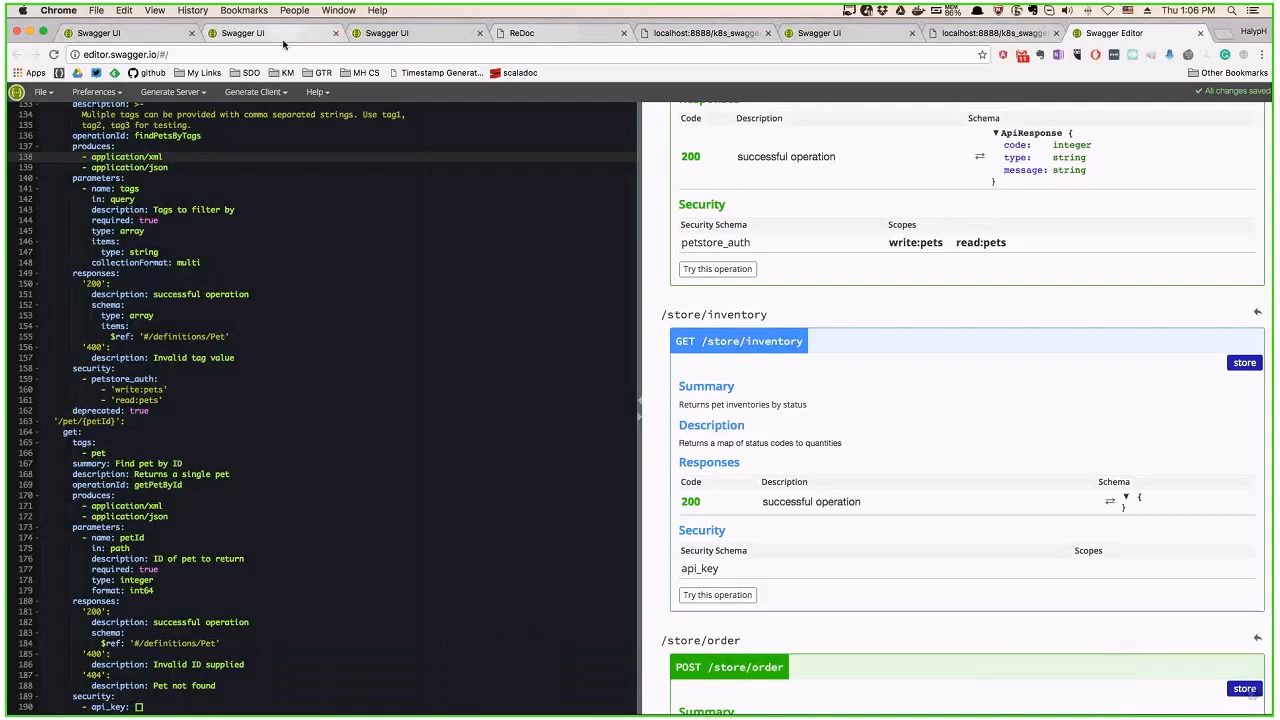 Chrome File Edit View History Bookmarks People Window Help MEM 86% Thu 1:06 PM
Swagger UI Swagger UI Swagger UI ReDoc localhost:8888/k8s_swagge Swagger UI localhost:8888/k8s_swagge Swagger Editor HalypH
editor.swagger.io/#/
Apps github My Links SDO KM GTR MH CS Timestamp Generat... scaladoc Other Bookmarks
File Preferences Generate Server Generate Client Help All changes saved
133 description: >-
134 Muliple tags can be provided with comma separated strings. Use tag1,
135 tag2, tag3 for testing.
136 operationId: findPetsByTags
137 produces:
138 - application/xml
139 - application/json
140 parameters:
141 - name: tags
142 in: query
143 description: Tags to filter by
144 required: true
145 type: array
146 items:
147 type: string
148 collectionFormat: multi
149 responses:
150 '200':
151 description: successful operation
152 schema:
153 type: array
154 items:
155 $ref: '#/definitions/Pet'
156 '400':
157 description: Invalid tag value
158 security:
159 - petstore_auth:
160 - 'write:pets'
161 - 'read:pets'
162 deprecated: true
163 '/pet/{petId}':
164 get:
165 tags:
166 - pet
167 summary: Find pet by ID
168 description: Returns a single pet
169 operationId: getPetById
170 produces:
171 - application/xml
172 - application/json
173 parameters:
174 - name: petId
175 in: path
176 description: ID of pet to return
177 required: true
178 type: integer
179 format: int64
180 responses:
181 '200':
182 description: successful operation
183 schema:
184 $ref: '#/definitions/Pet'
185 '400':
186 description: Invalid ID supplied
187 '404':
188 description: Pet not found
189 security:
190 - api_key: []
Responses
Code Description Schema
200 successful operation ⇄ ▼ ApiResponse {
code: integer
type: string
message: string
}
Security
Security Schema Scopes
petstore_auth write:pets read:pets
Try this operation
/store/inventory
GET /store/inventory
store
Summary
Returns pet inventories by status
Description
Returns a map of status codes to quantities
Responses
Code Description Schema
200 successful operation ⇄ ▼ {
}
Security
Security Schema Scopes
api_key
Try this operation
/store/order
POST /store/order
store
Summary